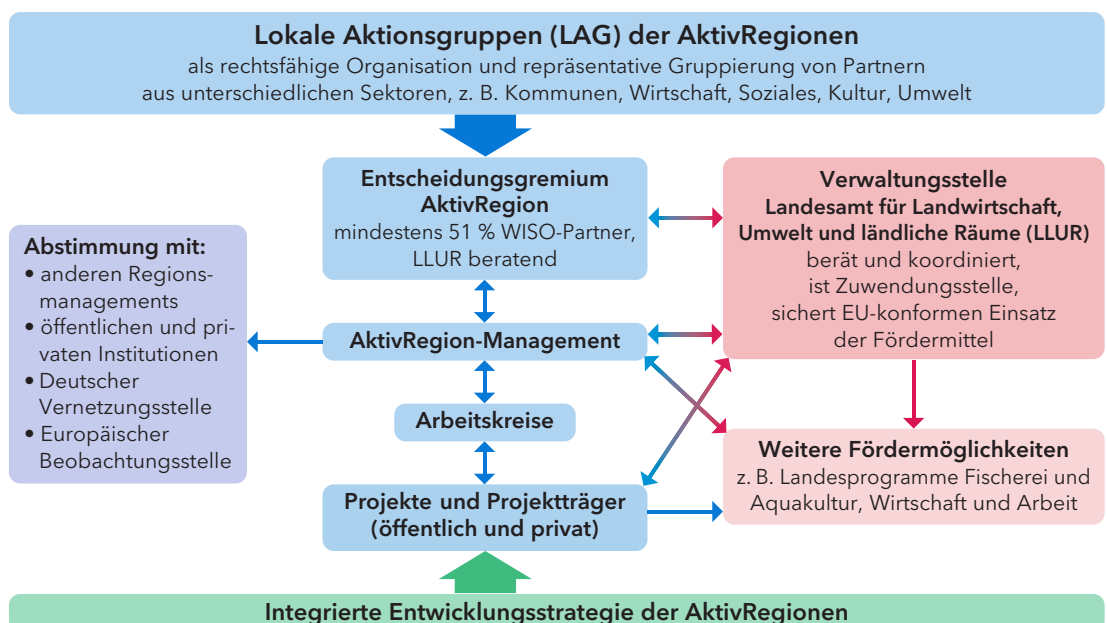 Lokale Aktionsgruppen (LAG) der AktivRegionen
als rechtsfähige Organisation und repräsentative Gruppierung von Partnern
aus unterschiedlichen Sektoren, z. B. Kommunen, Wirtschaft, Soziales, Kultur, Umwelt
Entscheidungsgremium
AktivRegion
mindestens 51 % WISO-Partner,
LLUR beratend
Verwaltungsstelle
Landesamt für Landwirtschaft,
Umwelt und ländliche Räume (LLUR)
berät und koordiniert,
ist Zuwendungsstelle,
sichert EU-konformen Einsatz
der Fördermittel
Abstimmung mit:
• anderen Regions-
managements
• öffentlichen und pri-
vaten Institutionen
• Deutscher
Vernetzungsstelle
• Europäischer
Beobachtungsstelle
AktivRegion-Management
Arbeitskreise
Weitere Fördermöglichkeiten
z. B. Landesprogramme Fischerei und
Aquakultur, Wirtschaft und Arbeit
Projekte und Projektträger
(öffentlich und privat)
Integrierte Entwicklungsstrategie der AktivRegionen